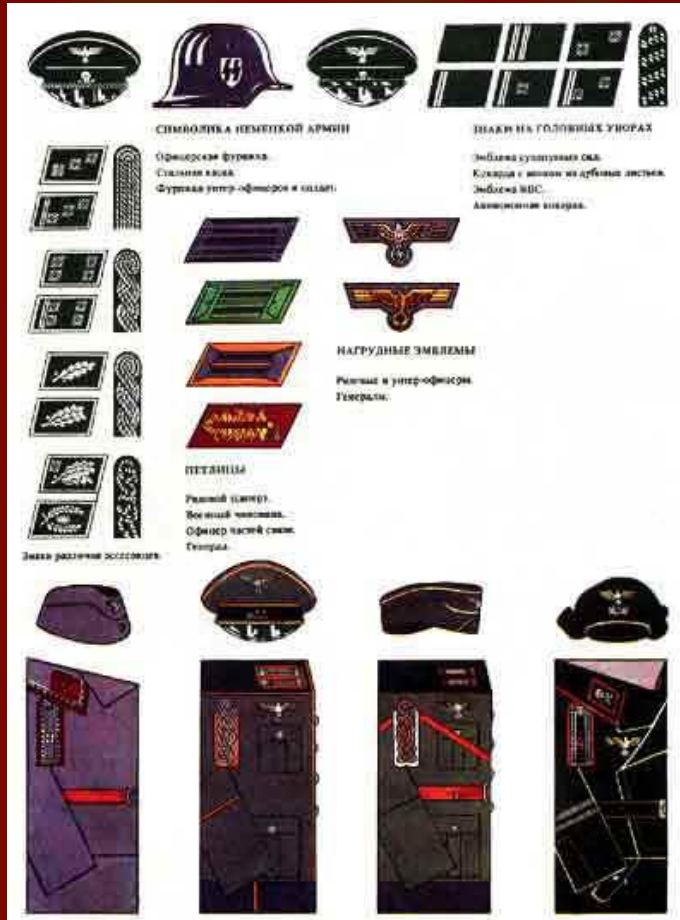 СИМВОЛИКА НЕМЕЦКОЙ АРМИИ
Офицерская фуражка.
Стальная каска.
Фуражка унтер-офицеров и солдат.
ЗНАКИ НА ГОЛОВНЫХ УБОРАХ
Эмблема сухопутных сил.
Кокарда с венком из дубовых листьев.
Эмблема ВВС.
Авиационная кокарда.
НАГРУДНЫЕ ЭМБЛЕМЫ
Рядовые и унтер-офицеры.
Генералы.
ПЕТЛИЦЫ
Рядовой (сапер).
Военный чиновник.
Офицер частей связи.
Генерал.
Знаки различия эсэсовцев.